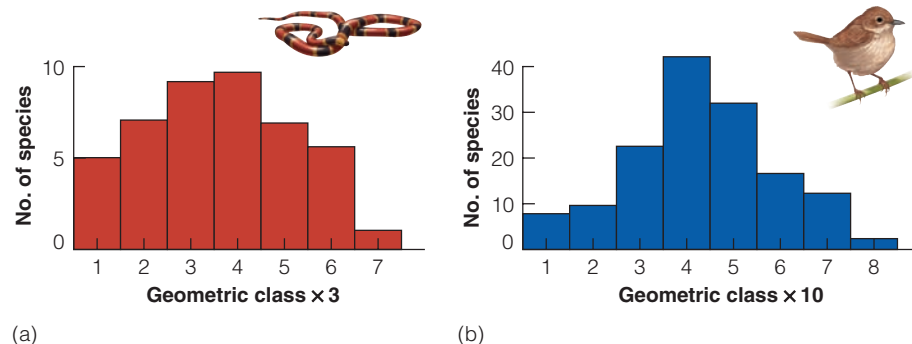 10
5
0
No. of species
1 2 3 4 5 6 7
Geometric class × 3
(a)
40
30
20
10
0
No. of species
1 2 3 4 5 6 7 8
Geometric class × 10
(b)